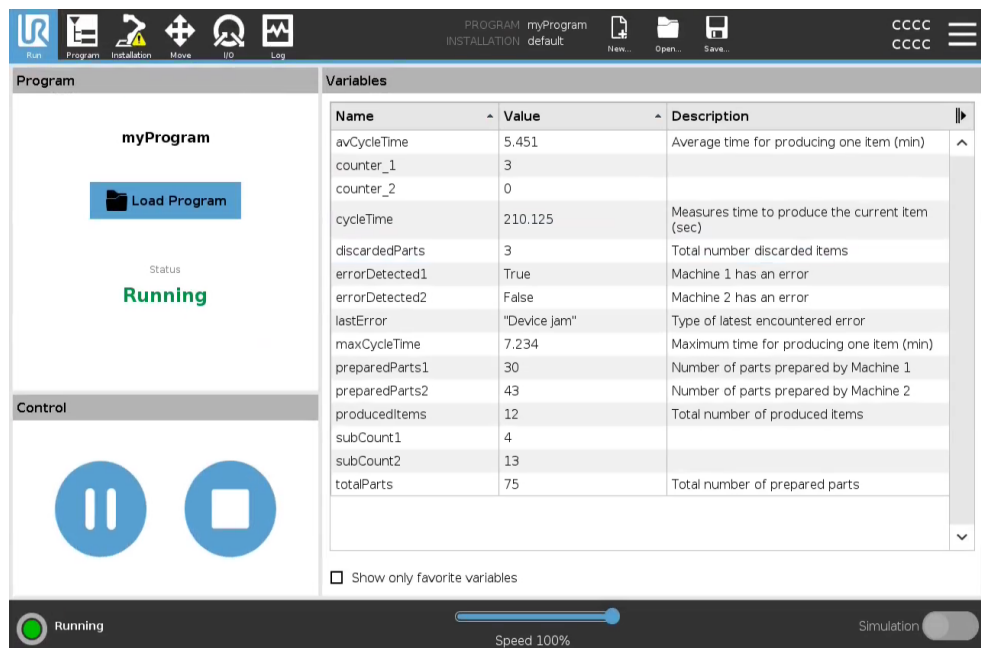 UR
Run
Program
Installation
Move
I/O
Log
PROGRAM myProgram
INSTALLATION default
New...
Open...
Save...
CCCC
CCCC
Program
myProgram
Load Program
Status
Running
Control
Variables
Name Value Description
avCycleTime 5.451 Average time for producing one item (min)
counter_1 3
counter_2 0
cycleTime 210.125 Measures time to produce the current item
(sec)
discardedParts 3 Total number discarded items
errorDetected1 True Machine 1 has an error
errorDetected2 False Machine 2 has an error
lastError "Device jam" Type of latest encountered error
maxCycleTime 7.234 Maximum time for producing one item (min)
preparedParts1 30 Number of parts prepared by Machine 1
preparedParts2 43 Number of parts prepared by Machine 2
producedItems 12 Total number of produced items
subCount1 4
subCount2 13
totalParts 75 Total number of prepared parts
Show only favorite variables
Running
Speed 100%
Simulation